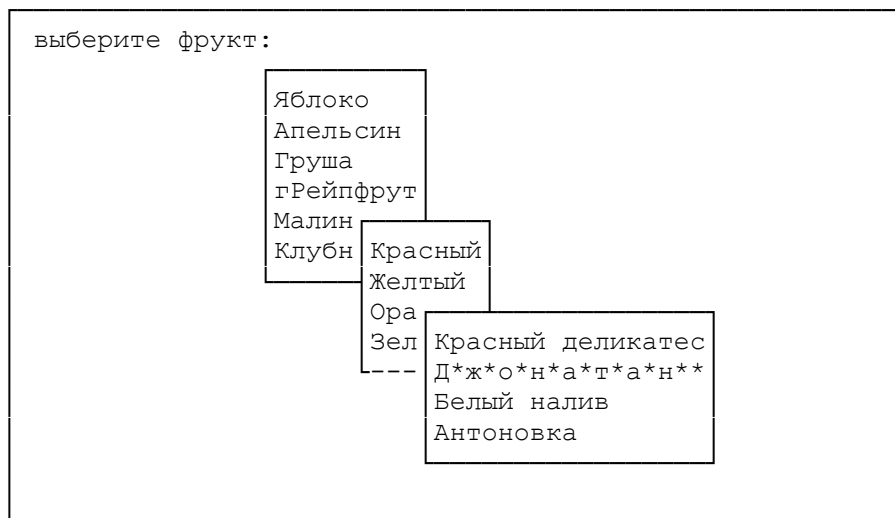 выберите фрукт:
Яблоко
Апельсин
Груша
гРейпфрут
Малин
Клубн
Красный
Желтый
Ора
Зел
Красный деликатес
Д*ж*о*н*а*т*а*н**
Белый налив
Антоновка